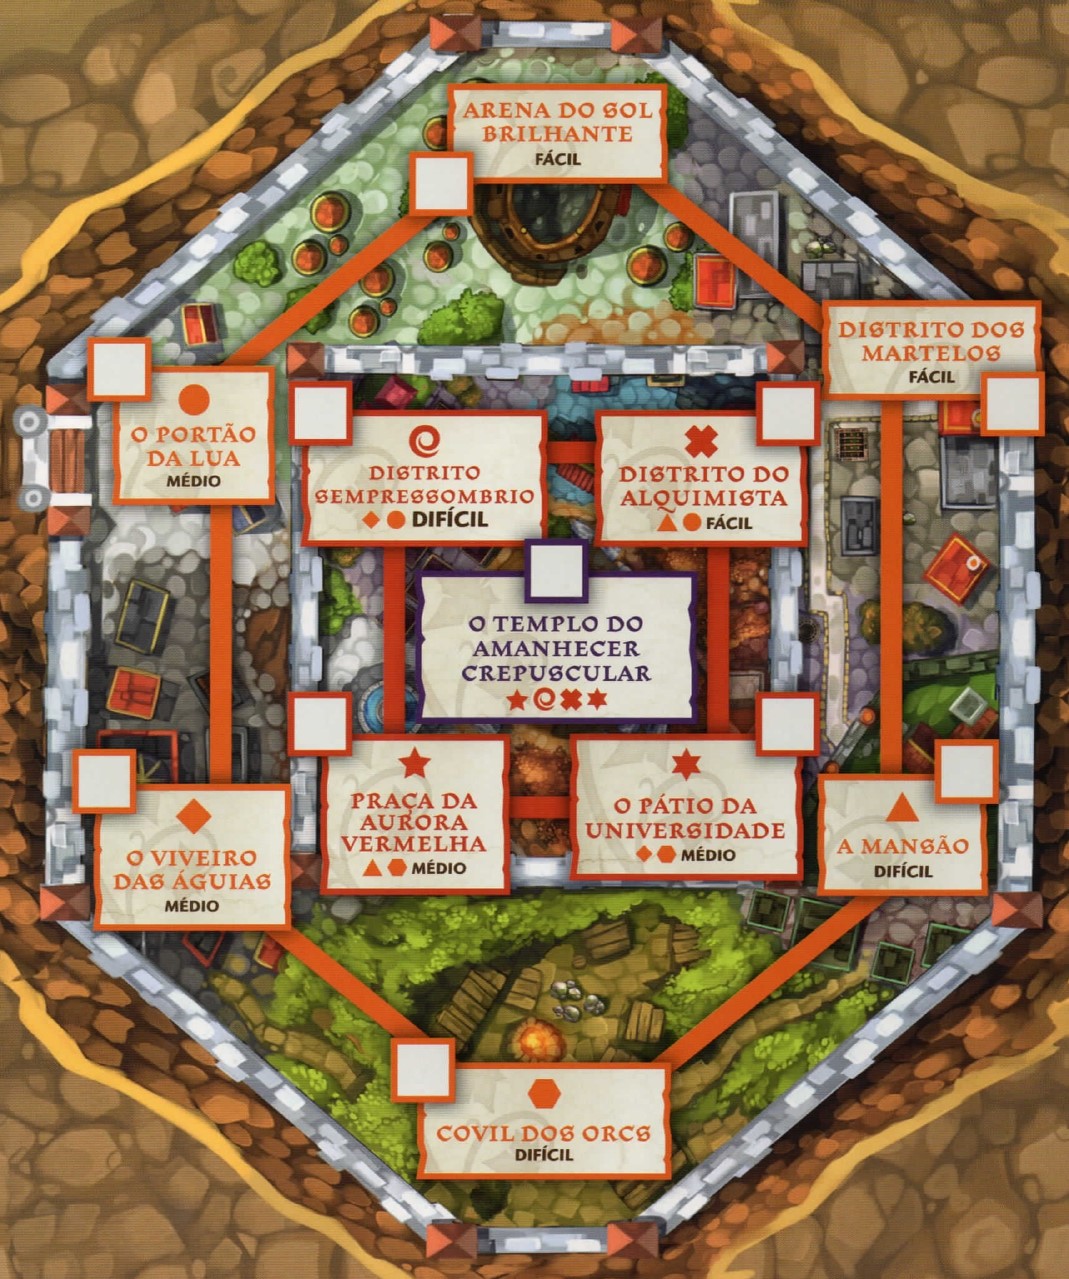 ARENA DO SOL
BRILHANTE
FÁCIL
DISTRITO DOS
MARTELOS
FÁCIL
O PORTÃO
DA LUA
MÉDIO
DISTRITO
SEMPRESSOMBRIO
DIFÍCIL
DISTRITO DO
ALQUIMISTA
FÁCIL
O TEMPLO DO
AMANHECER
CREPUSCULAR
PRAÇA DA
AURORA
VERMELHA
MÉDIO
O PÁTIO DA
UNIVERSIDADE
MÉDIO
O VIVEIRO
DAS ÁGUIAS
MÉDIO
A MANSÃO
DIFÍCIL
COVIL DOS ORCS
DIFÍCIL